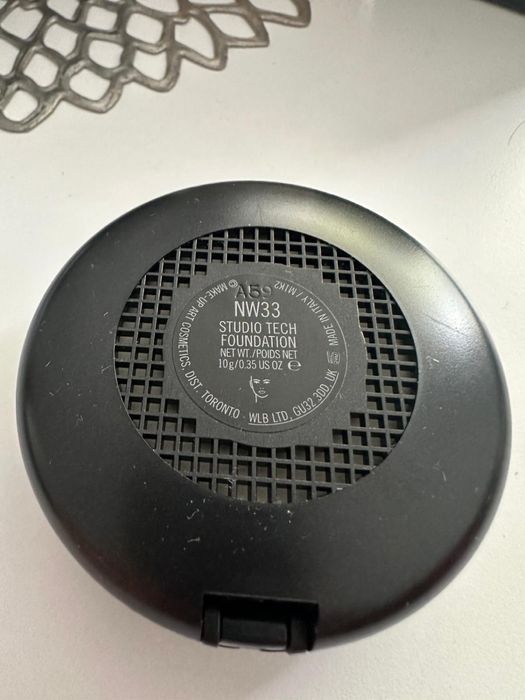 A59
NW33
STUDIO TECH
FOUNDATION
NET WT./POIDS NET
10g/0.35 US OZ ℮
© MAKE-UP ART COSMETICS, DIST. TORONTO - WLB LTD, GU32 3DD, UK MADE IN ITALY / M1K2